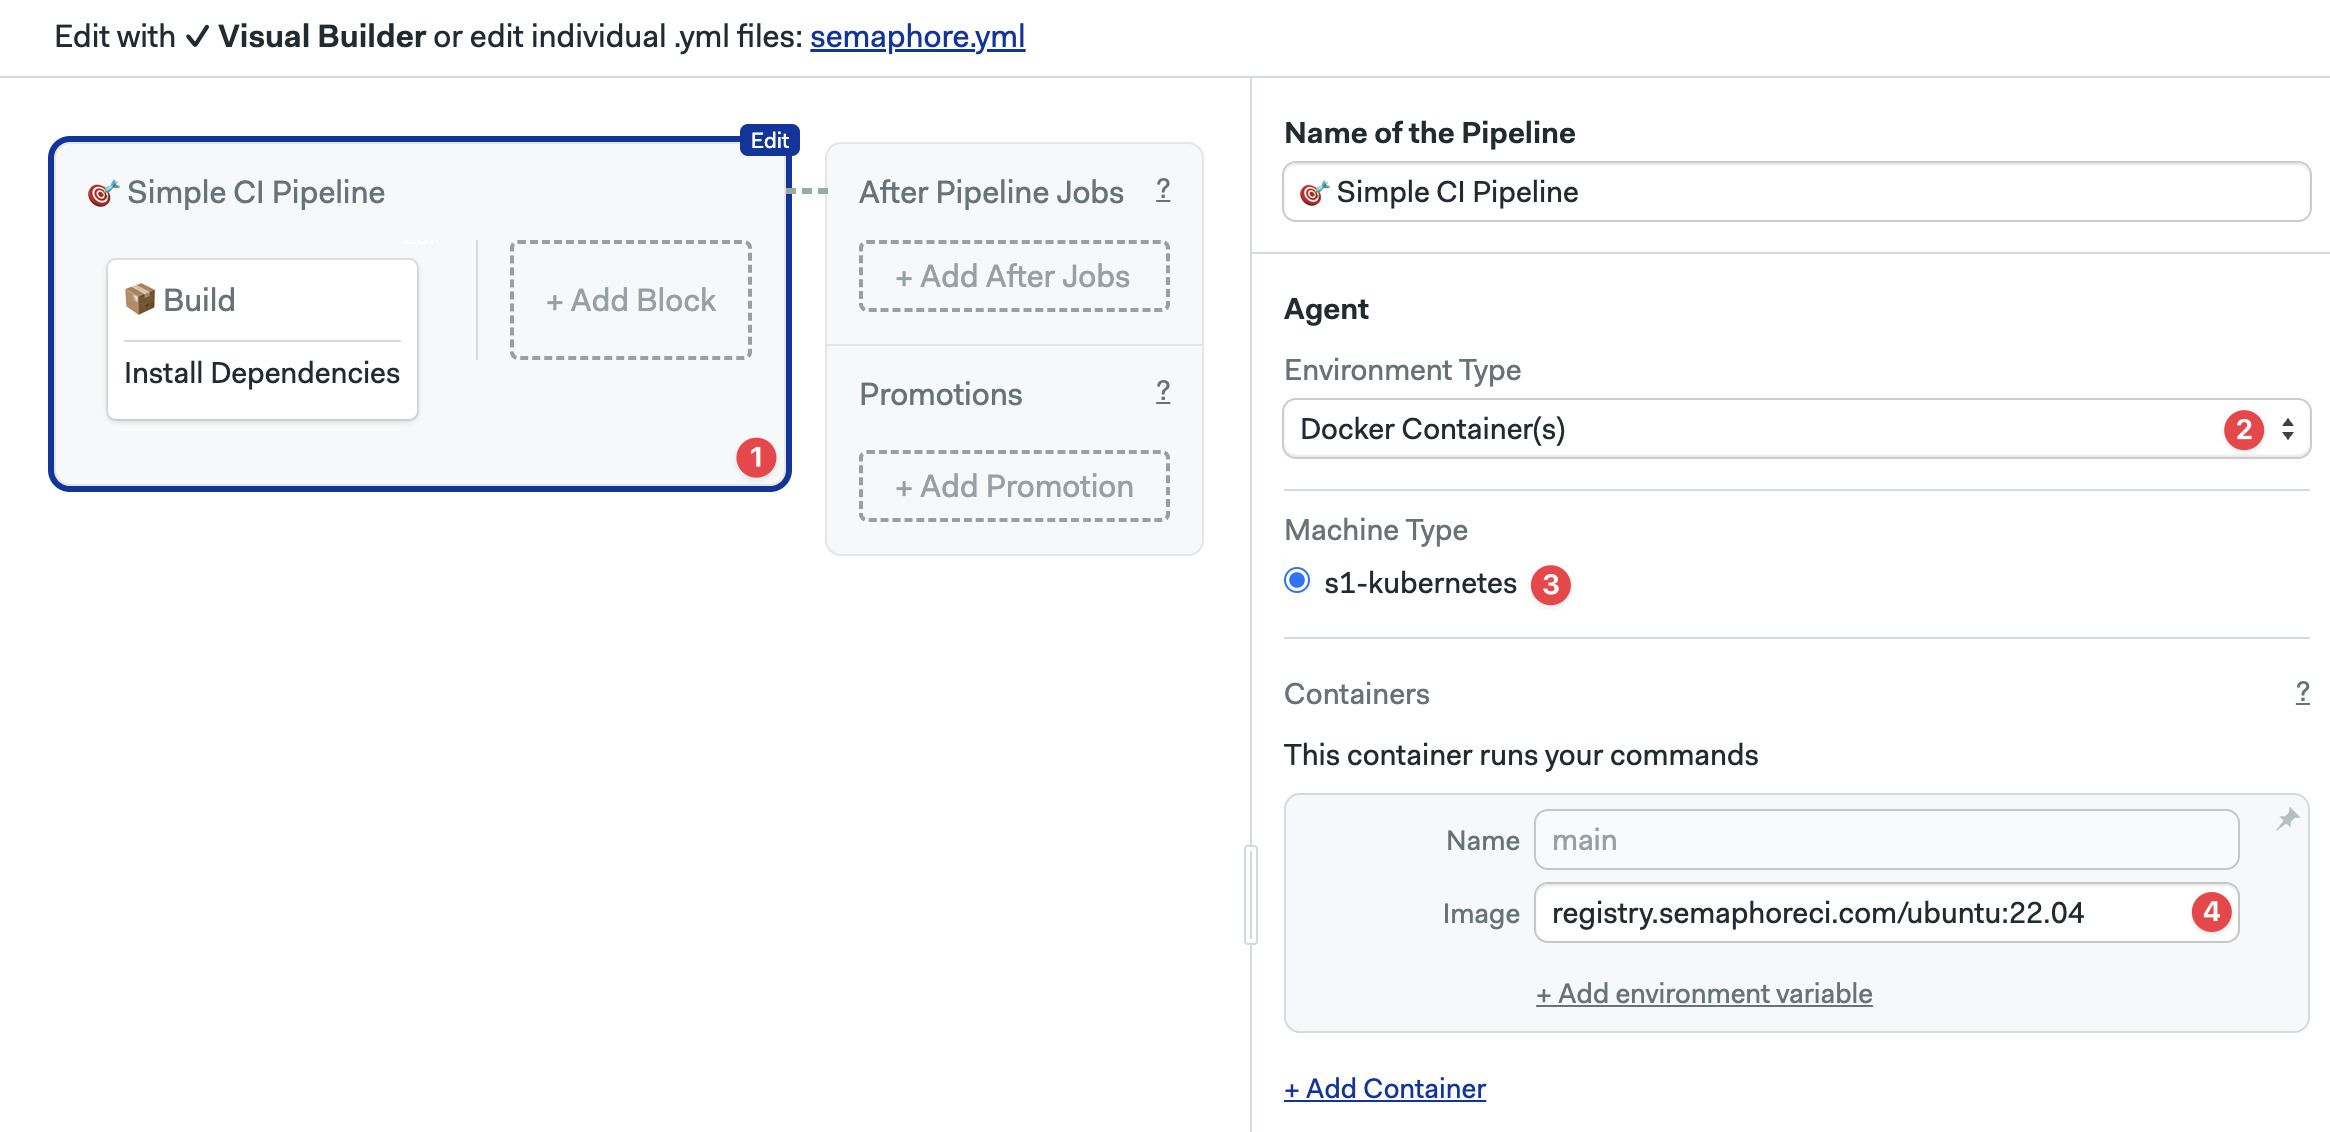 Edit with ✓ Visual Builder or edit individual .yml files: semaphore.yml
Edit
🎯 Simple CI Pipeline
📦 Build
Install Dependencies
+ Add Block
1
After Pipeline Jobs ?
+ Add After Jobs
Promotions ?
+ Add Promotion
Name of the Pipeline
🎯 Simple CI Pipeline
Agent
Environment Type
Docker Container(s) 2
Machine Type
s1-kubernetes 3
Containers ?
This container runs your commands
Name main
Image registry.semaphoreci.com/ubuntu:22.04 4
+ Add environment variable
+ Add Container